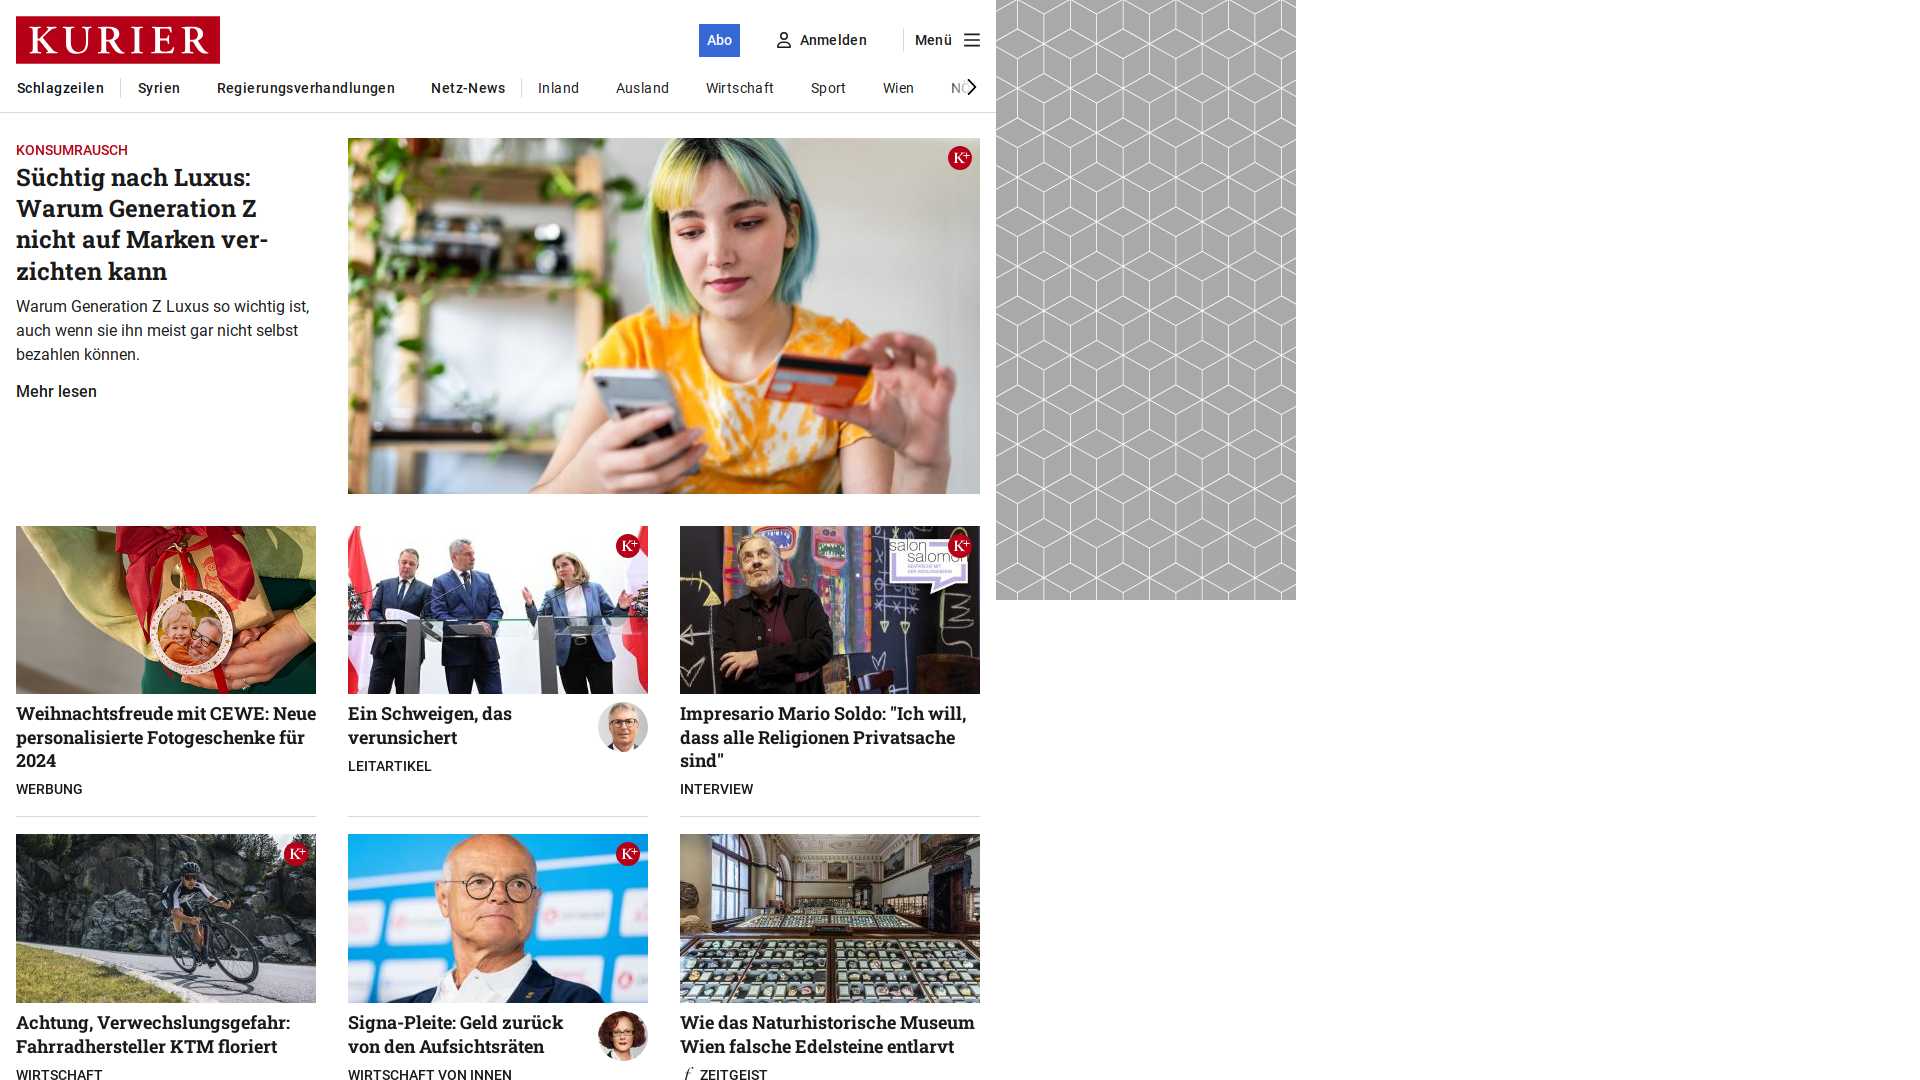 KURIER
Abo
Anmelden
Menü
Schlagzeilen
Syrien
Regierungsverhandlungen
Netz-News
Inland
Ausland
Wirtschaft
Sport
Wien
NÖ
KONSUMRAUSCH
Süchtig nach Luxus:
Warum Generation Z
nicht auf Marken ver-
zichten kann
Warum Generation Z Luxus so wichtig ist,
auch wenn sie ihn meist gar nicht selbst
bezahlen können.
Mehr lesen
K+
K+
salon
K+
Weihnachtsfreude mit CEWE: Neue
personalisierte Fotogeschenke für
2024
WERBUNG
Ein Schweigen, das
verunsichert
LEITARTIKEL
Impresario Mario Soldo: "Ich will,
dass alle Religionen Privatsache
sind"
INTERVIEW
K+
K+
Achtung, Verwechslungsgefahr:
Fahrradhersteller KTM floriert
WIRTSCHAFT
Signa-Pleite: Geld zurück
von den Aufsichtsräten
WIRTSCHAFT VON INNEN
Wie das Naturhistorische Museum
Wien falsche Edelsteine entlarvt
f ZEITGEIST